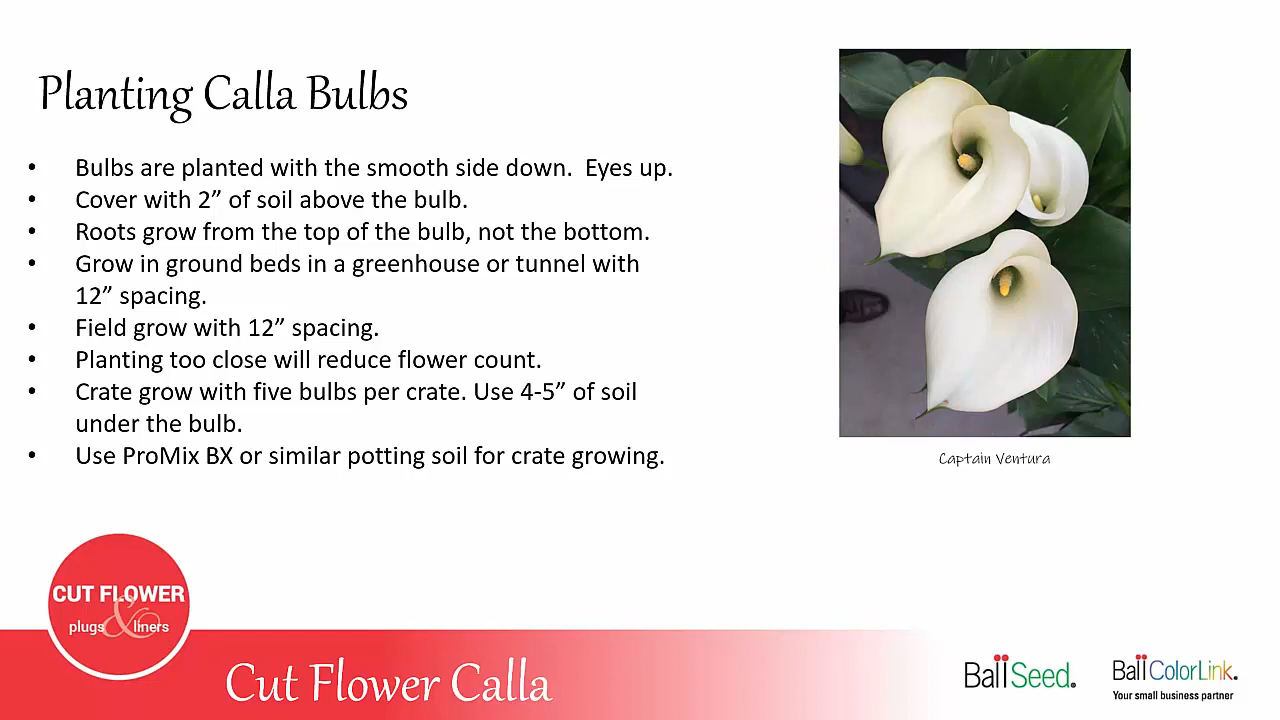 Planting Calla Bulbs
• Bulbs are planted with the smooth side down.  Eyes up.
• Cover with 2” of soil above the bulb.
• Roots grow from the top of the bulb, not the bottom.
• Grow in ground beds in a greenhouse or tunnel with
12” spacing.
• Field grow with 12” spacing.
• Planting too close will reduce flower count.
• Crate grow with five bulbs per crate. Use 4-5” of soil
under the bulb.
• Use ProMix BX or similar potting soil for crate growing.
Captain Ventura
CUT FLOWER
plugs & liners
Cut Flower Calla
Ball Seed.
Ball ColorLink.
Your small business partner